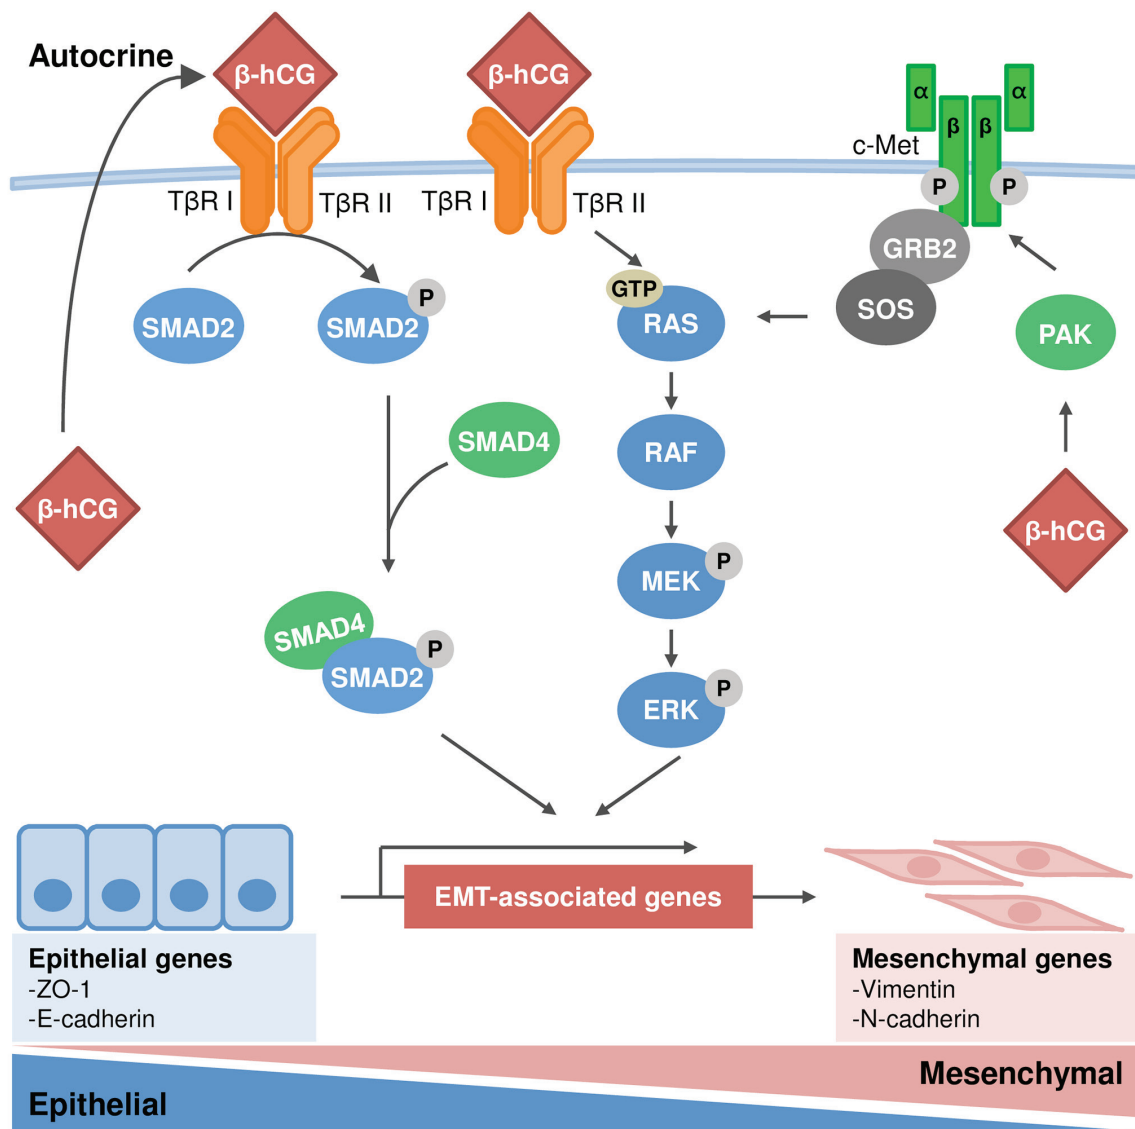 Autocrine
β-hCG
β-hCG
α
α
β
β
c-Met
P
P
TβR I
TβR II
TβR I
TβR II
GRB2
GTP
P
SMAD2
SMAD2
RAS
SOS
PAK
SMAD4
RAF
β-hCG
β-hCG
P
MEK
SMAD4
P
SMAD2
P
ERK
EMT-associated genes
Epithelial genes
-ZO-1
-E-cadherin
Mesenchymal genes
-Vimentin
-N-cadherin
Mesenchymal
Epithelial